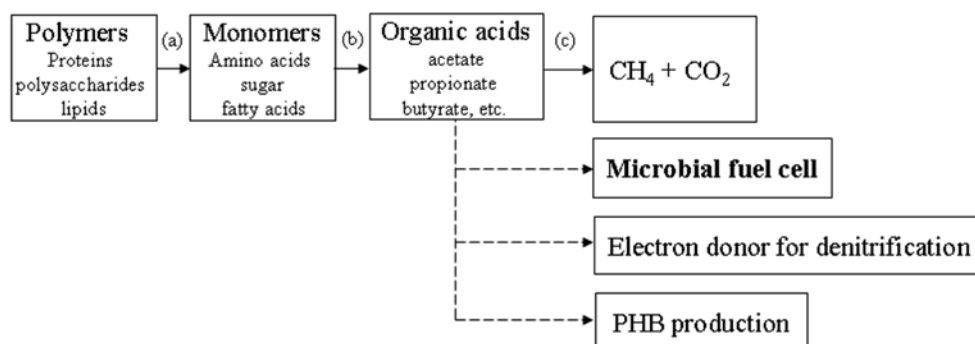 Polymers
Proteins
polysaccharides
lipids
(a)
Monomers
Amino acids
sugar
fatty acids
(b)
Organic acids
acetate
propionate
butyrate, etc.
(c)
CH₄ + CO₂
Microbial fuel cell
Electron donor for denitrification
PHB production